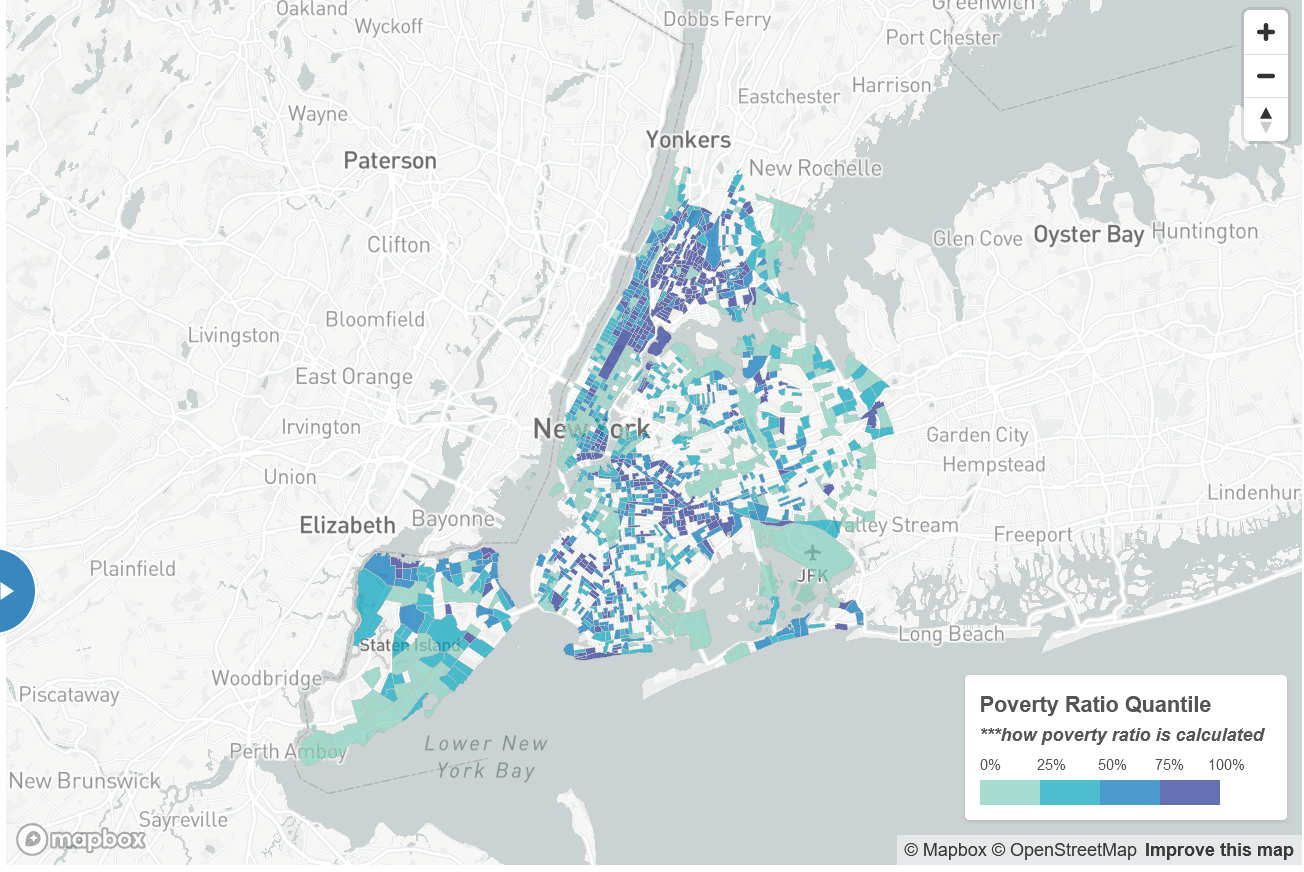 Oakland
Wyckoff
Dobbs Ferry
Greenwich
Port Chester
Eastchester
Harrison
Wayne
Yonkers
Paterson
New Rochelle
Clifton
Glen Cove
Oyster Bay
Huntington
Livingston
Bloomfield
East Orange
Irvington
New York
Garden City
Union
Hempstead
Lindenhur
Elizabeth
Bayonne
Valley Stream
Freeport
Plainfield
JFK
Long Beach
Staten Island
Woodbridge
Piscataway
Perth Amboy
Lower New
York Bay
New Brunswick
Sayreville
Poverty Ratio Quantile
***how poverty ratio is calculated
0% 25% 50% 75% 100%
mapbox
© Mapbox © OpenStreetMap Improve this map